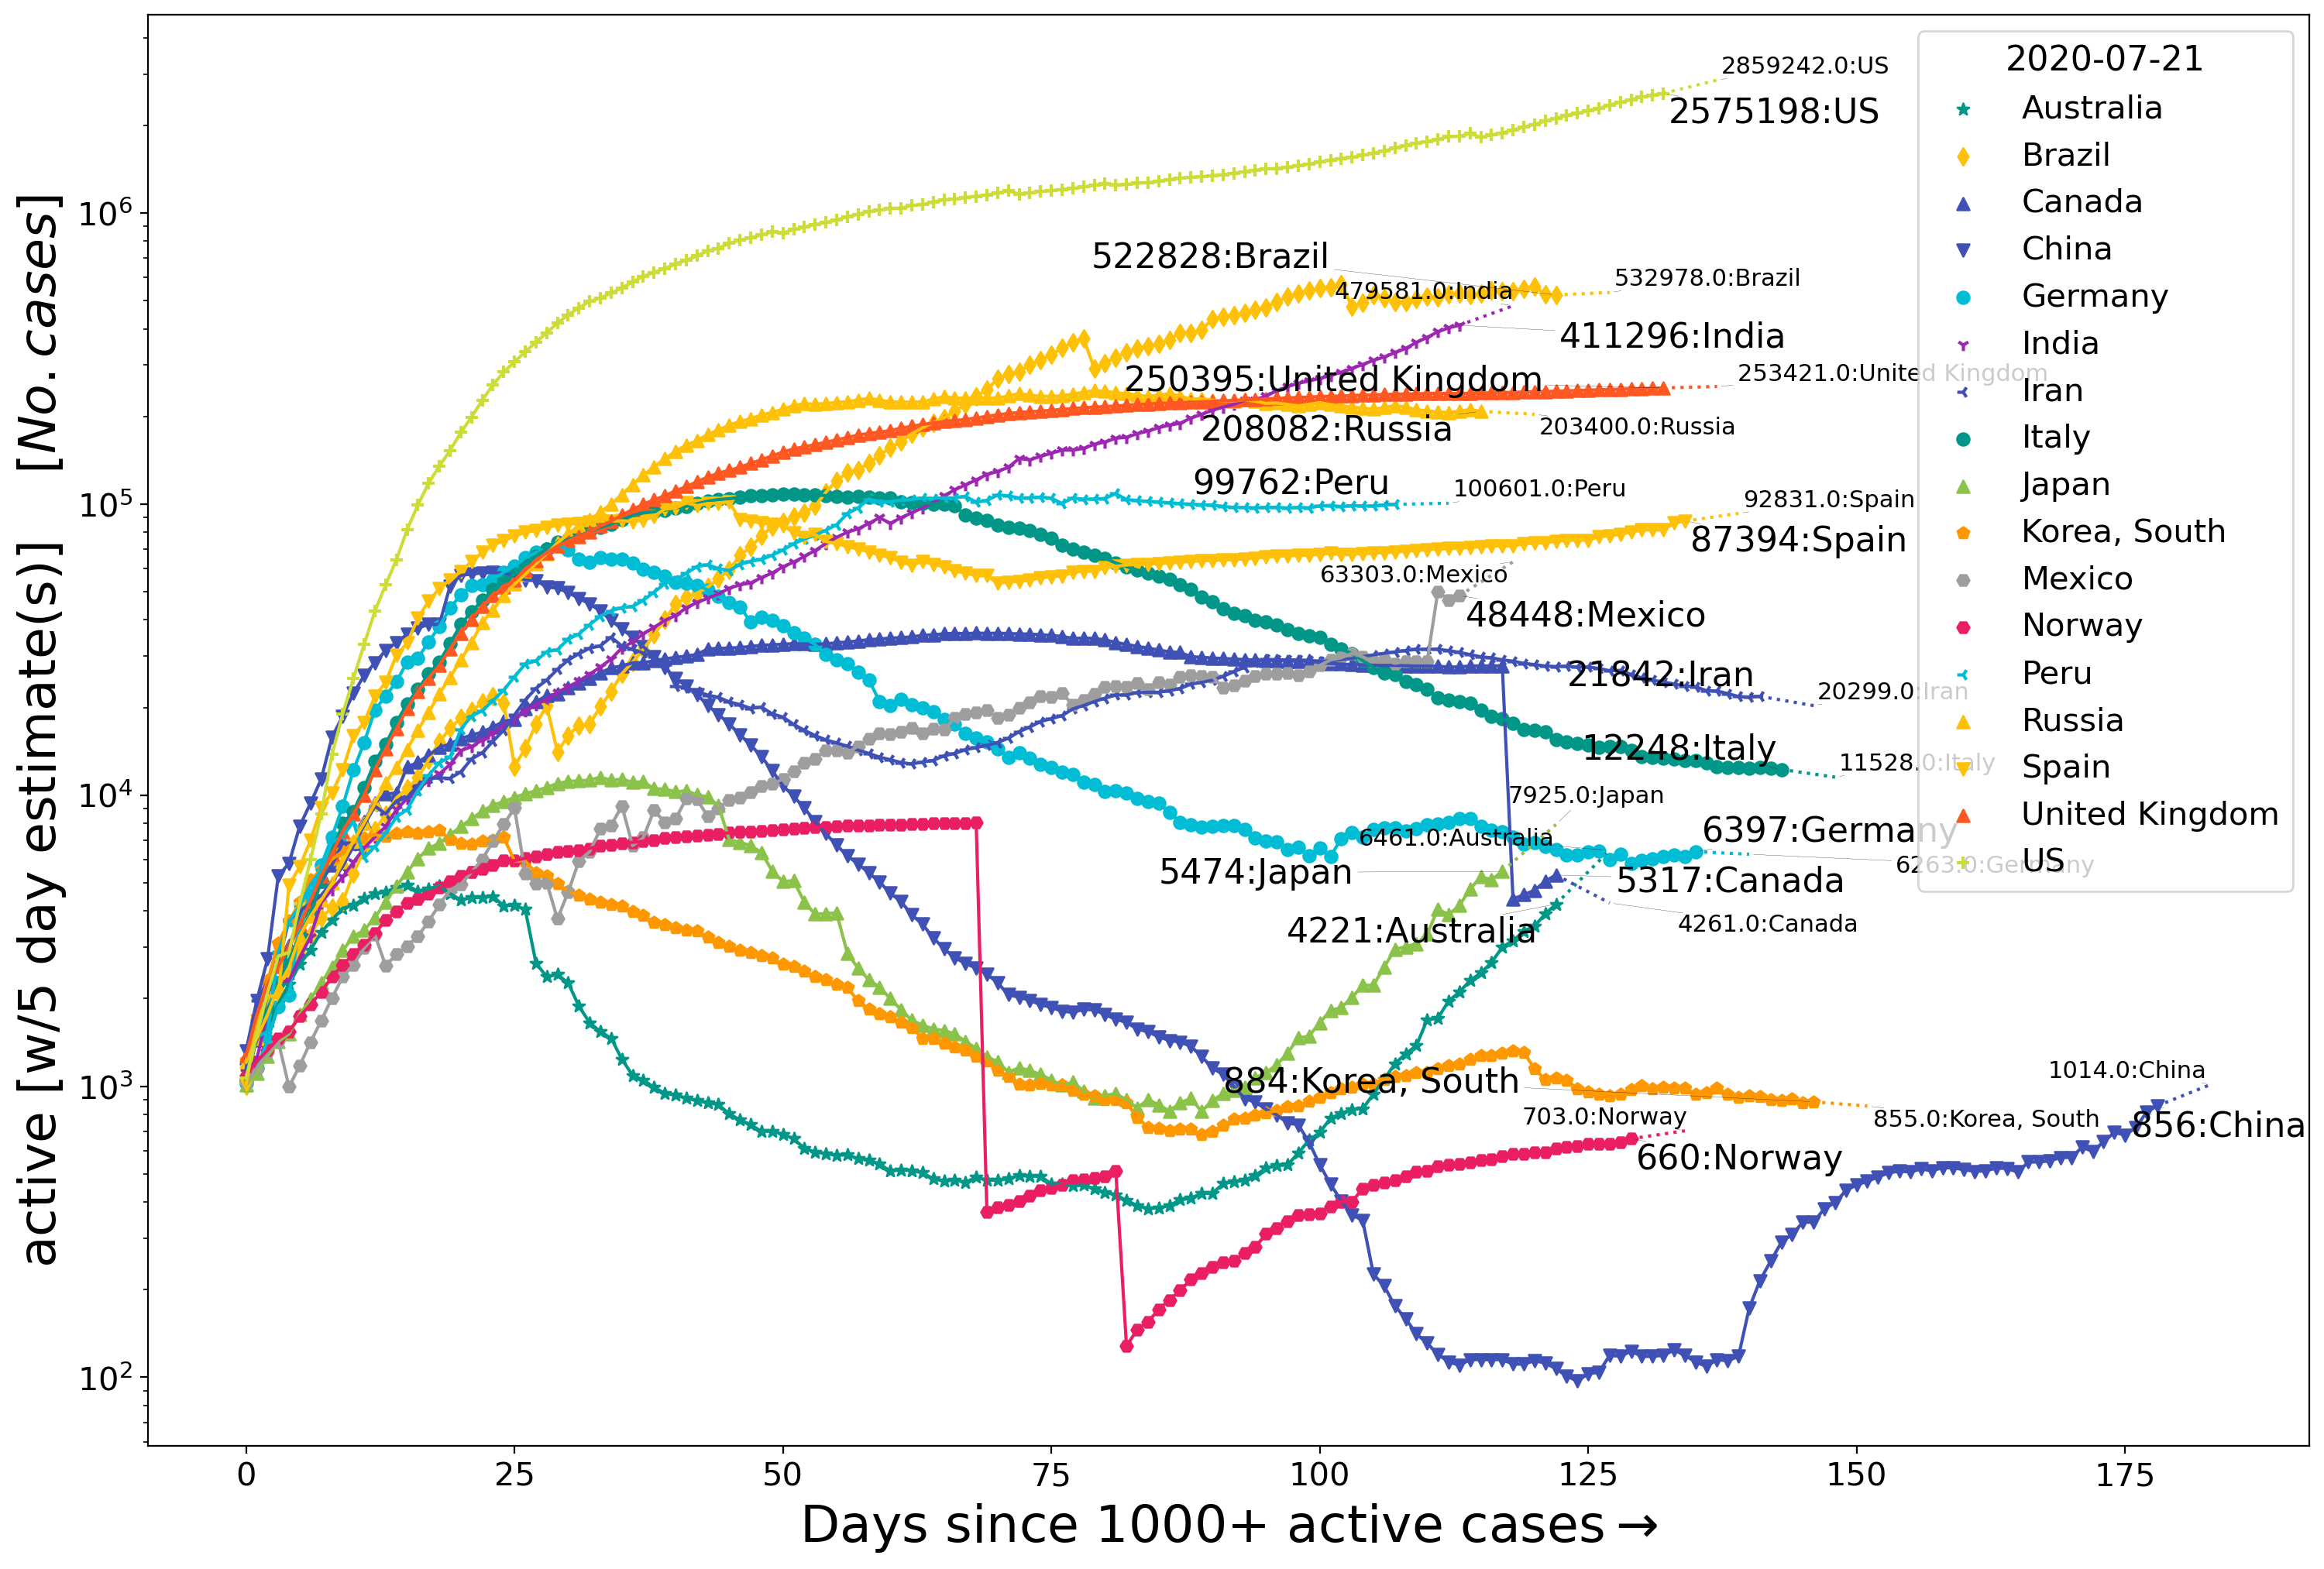 active [w/5 day estimate(s)] [No. cases]
10^6
10^5
10^4
10^3
10^2
0 25 50 75 100 125 150 175
Days since 1000+ active cases→
2859242.0:US
2575198:US
522828:Brazil
532978.0:Brazil
479581.0:India
411296:India
250395:United Kingdom
253421.0:United Kingdom
208082:Russia
203400.0:Russia
99762:Peru
100601.0:Peru
92831.0:Spain
87394:Spain
63303.0:Mexico
48448:Mexico
21842:Iran
20299.0:Iran
12248:Italy
11528.0:Italy
7925.0:Japan
6461.0:Australia
6397:Germany
6263.0:Germany
5474:Japan
5317:Canada
4221:Australia
4261.0:Canada
884:Korea, South
855.0:Korea, South
1014.0:China
856:China
703.0:Norway
660:Norway
2020-07-21
Australia
Brazil
Canada
China
Germany
India
Iran
Italy
Japan
Korea, South
Mexico
Norway
Peru
Russia
Spain
United Kingdom
US